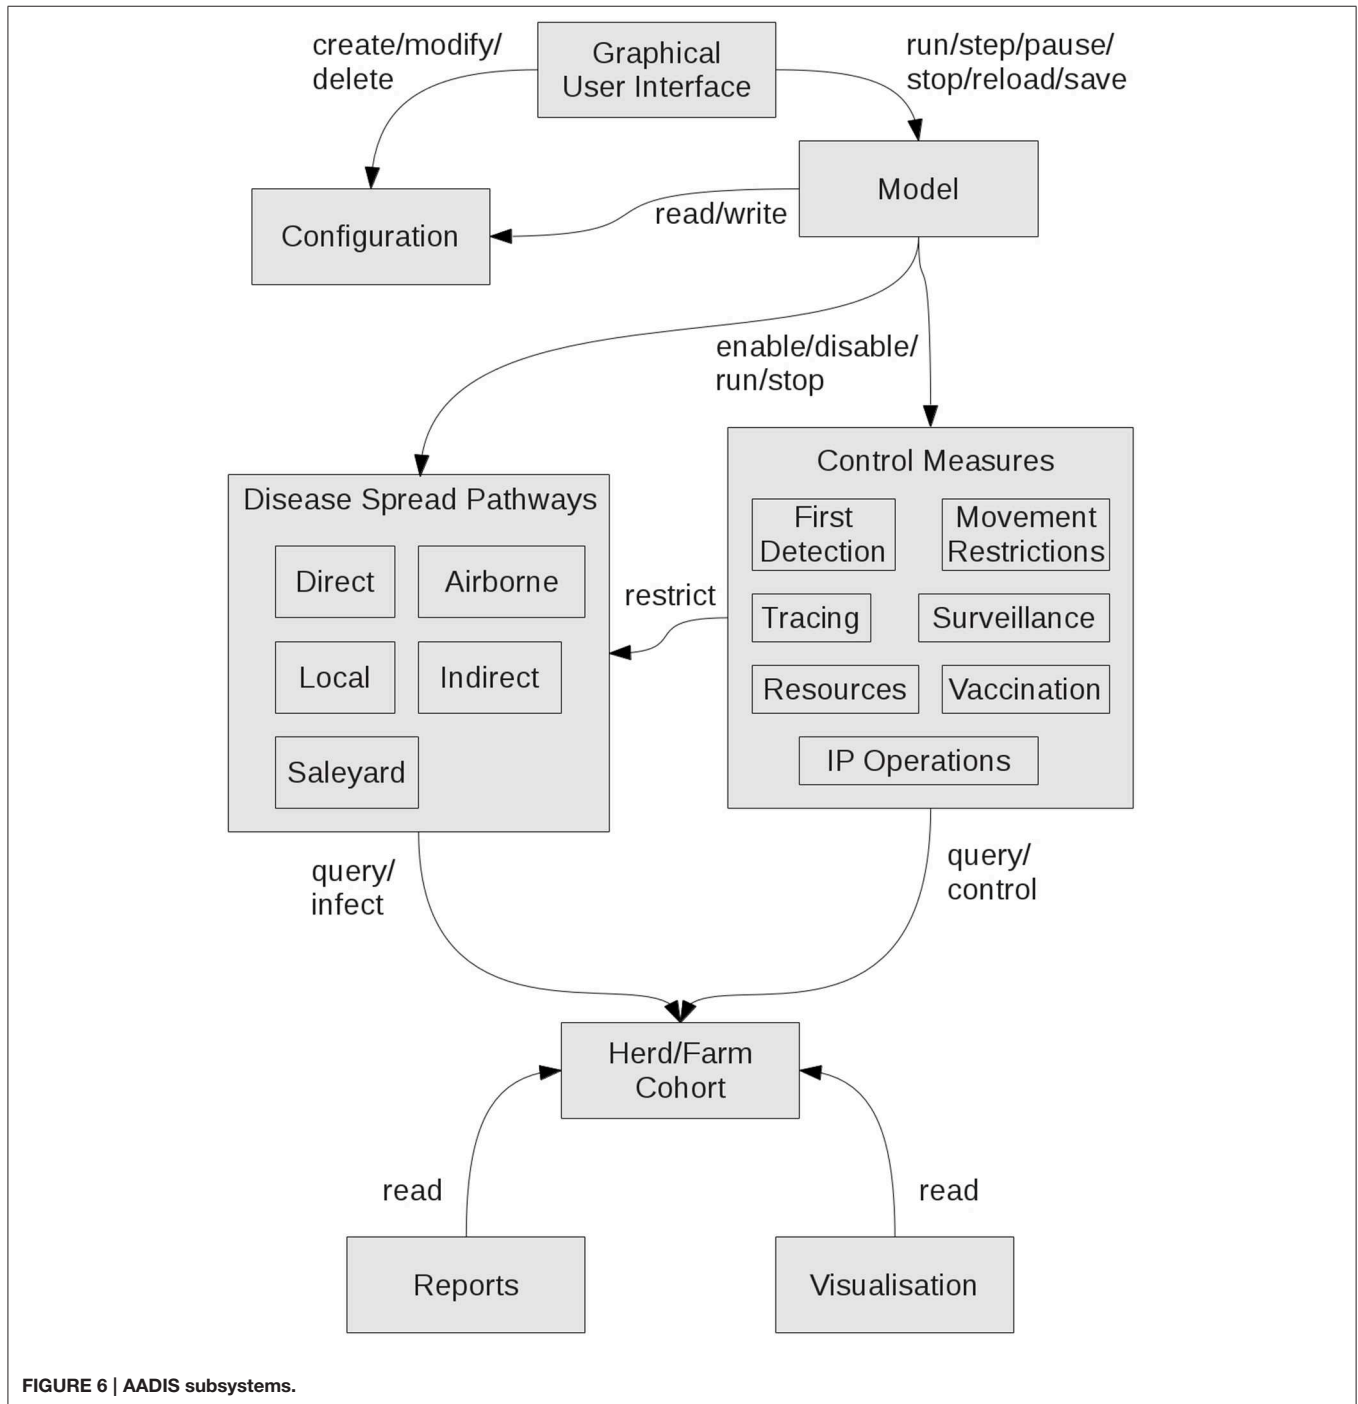 create/modify/
delete
Graphical
User Interface
run/step/pause/
stop/reload/save
Model
read/write
Configuration
enable/disable/
run/stop
Control Measures
First
Detection
Movement
Restrictions
Tracing
Surveillance
Resources
Vaccination
IP Operations
restrict
Disease Spread Pathways
Direct
Airborne
Local
Indirect
Saleyard
query/
infect
query/
control
Herd/Farm
Cohort
read
read
Reports
Visualisation
FIGURE 6 | AADIS subsystems.